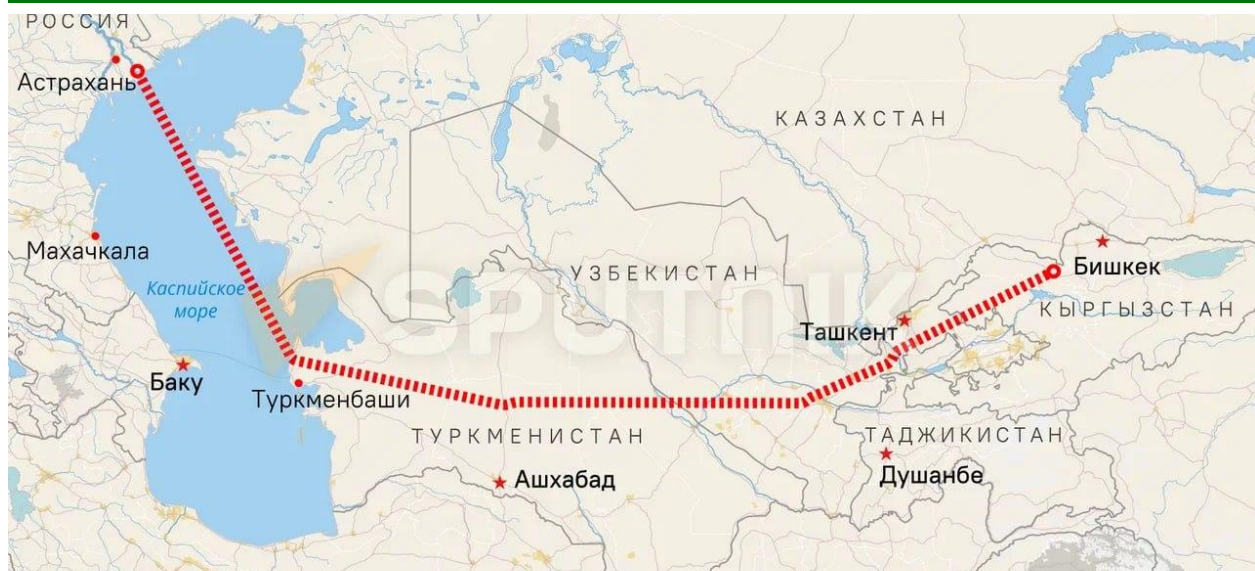 РОССИЯ
Астрахань
КАЗАХСТАН
Махачкала
Каспийское
море
УЗБЕКИСТАН
Бишкек
SPUTNIK
КЫРГЫЗСТАН
Ташкент
Баку
Туркменбаши
ТУРКМЕНИСТАН
ТАДЖИКИСТАН
Ашхабад
Душанбе